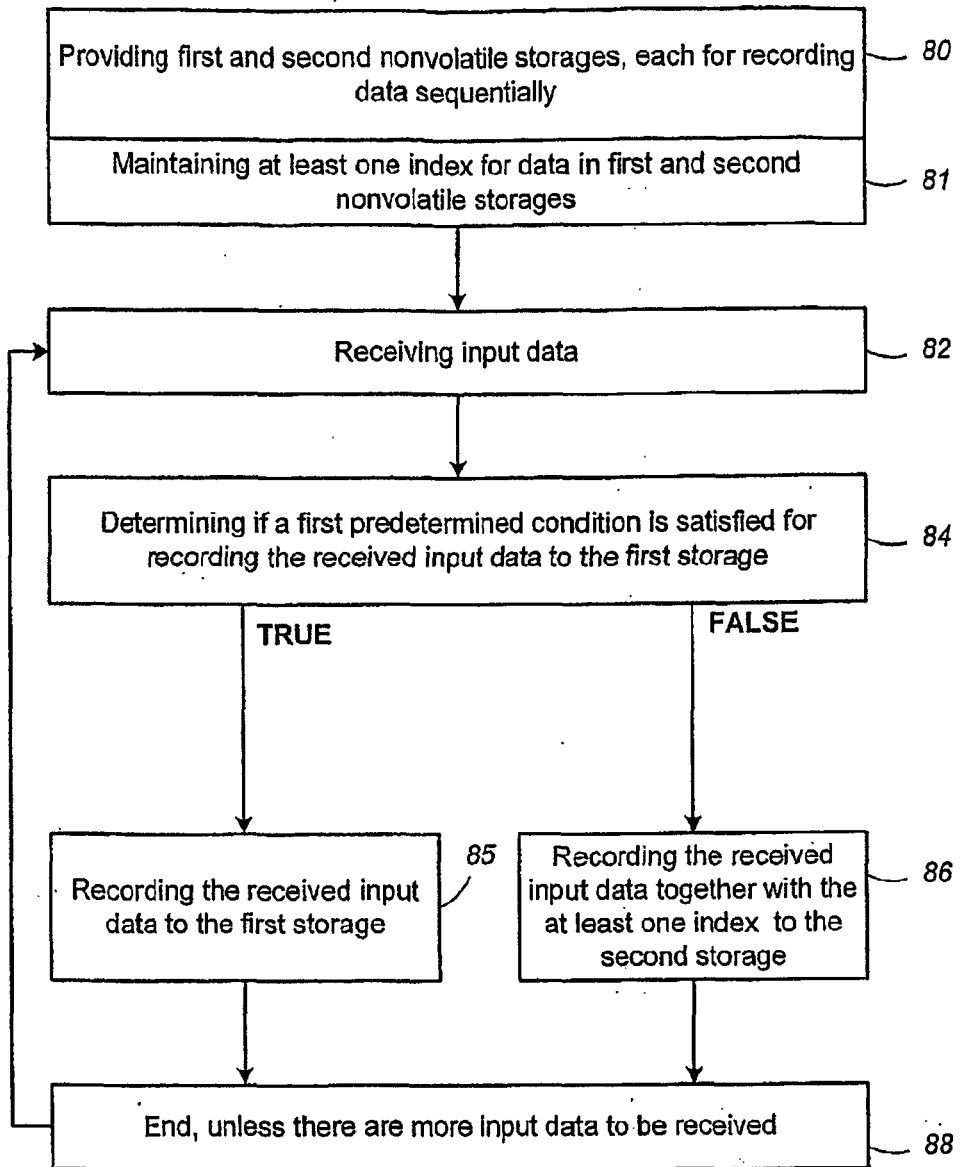 Providing first and second nonvolatile storages, each for recording
data sequentially
80
Maintaining at least one index for data in first and second
nonvolatile storages
81
Receiving input data
82
Determining if a first predetermined condition is satisfied for
recording the received input data to the first storage
84
TRUE
FALSE
Recording the received input
data to the first storage
85
Recording the received
input data together with the
at least one index to the
second storage
86
End, unless there are more input data to be received
88